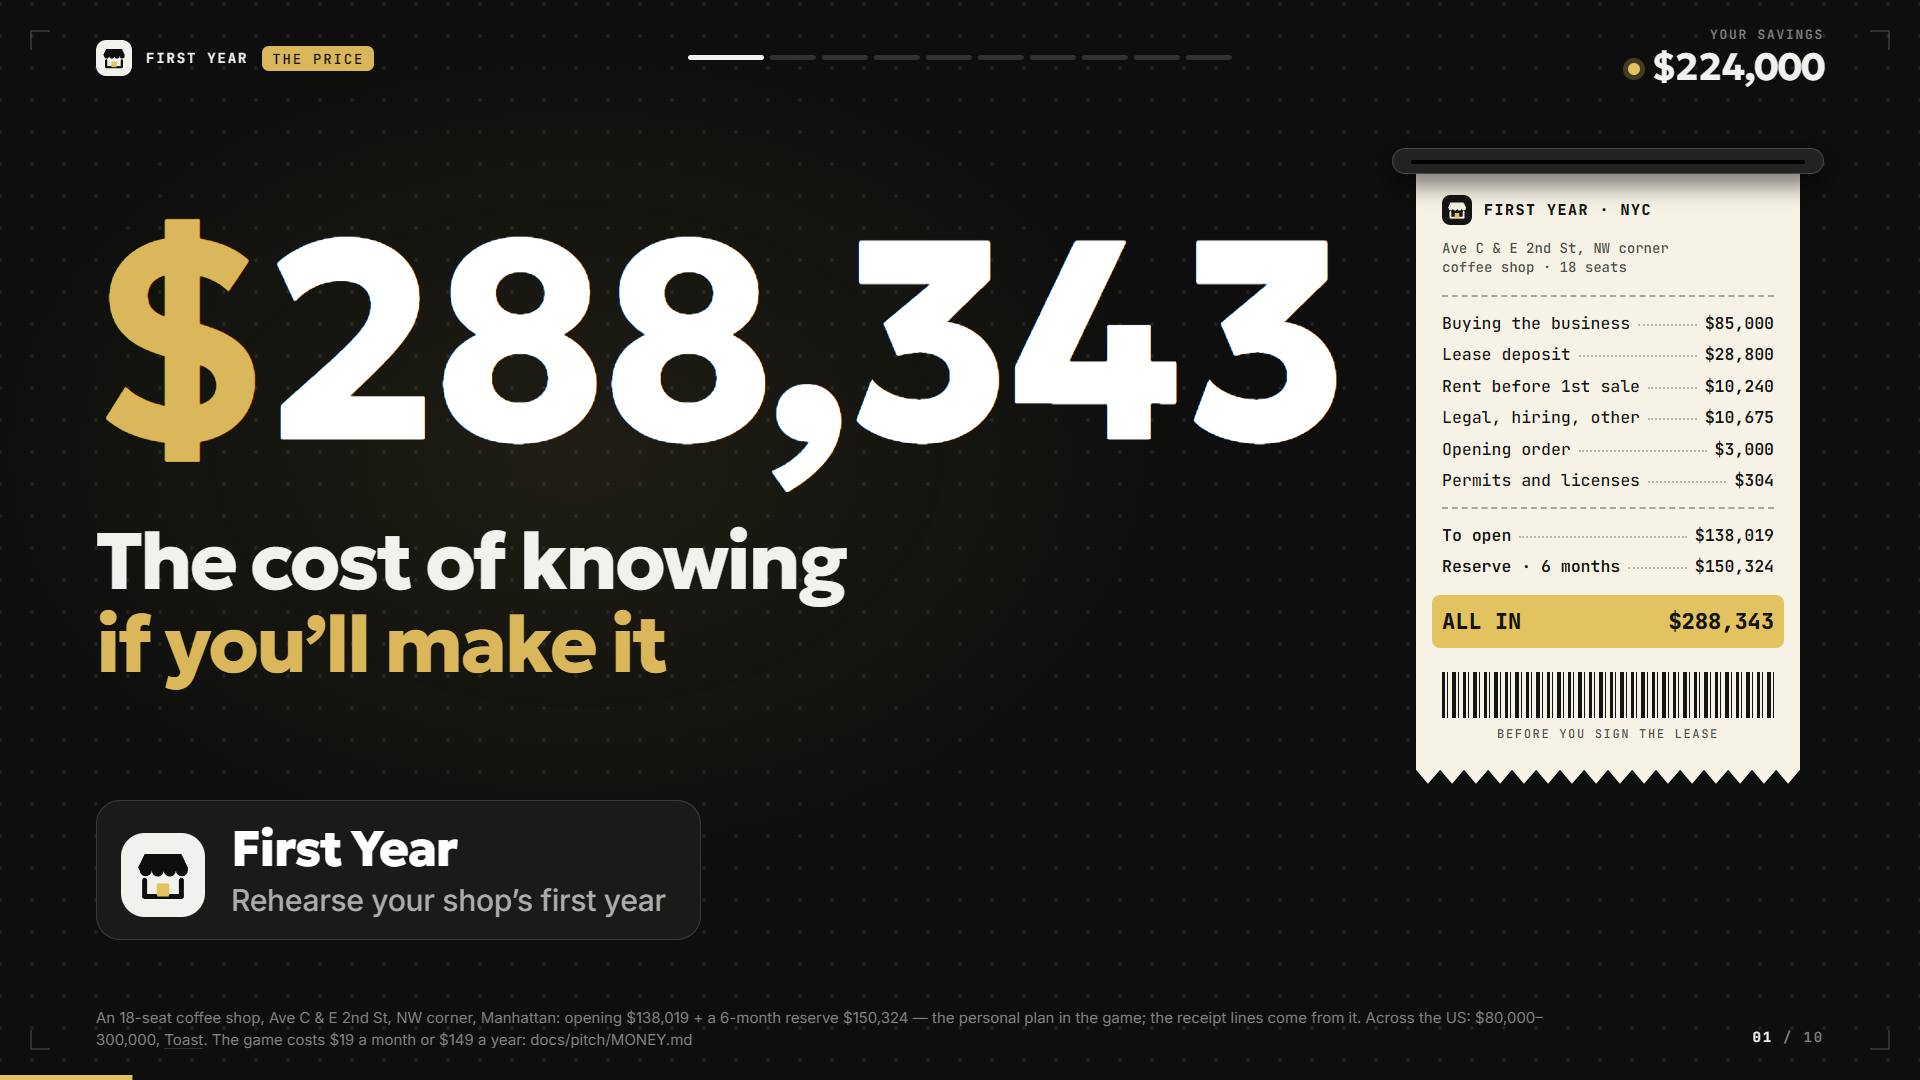 FIRST YEAR THE PRICE
YOUR SAVINGS
$224,000
$288,343
The cost of knowing
if you’ll make it
First Year
Rehearse your shop’s first year
FIRST YEAR · NYC
Ave C & E 2nd St, NW corner
coffee shop · 18 seats
Buying the business $85,000
Lease deposit $28,800
Rent before 1st sale $10,240
Legal, hiring, other $10,675
Opening order $3,000
Permits and licenses $304
To open $138,019
Reserve · 6 months $150,324
ALL IN $288,343
BEFORE YOU SIGN THE LEASE
An 18-seat coffee shop, Ave C & E 2nd St, NW corner, Manhattan: opening $138,019 + a 6-month reserve $150,324 — the personal plan in the game; the receipt lines come from it. Across the US: $80,000–
300,000, Toast. The game costs $19 a month or $149 a year: docs/pitch/MONEY.md
01 / 10